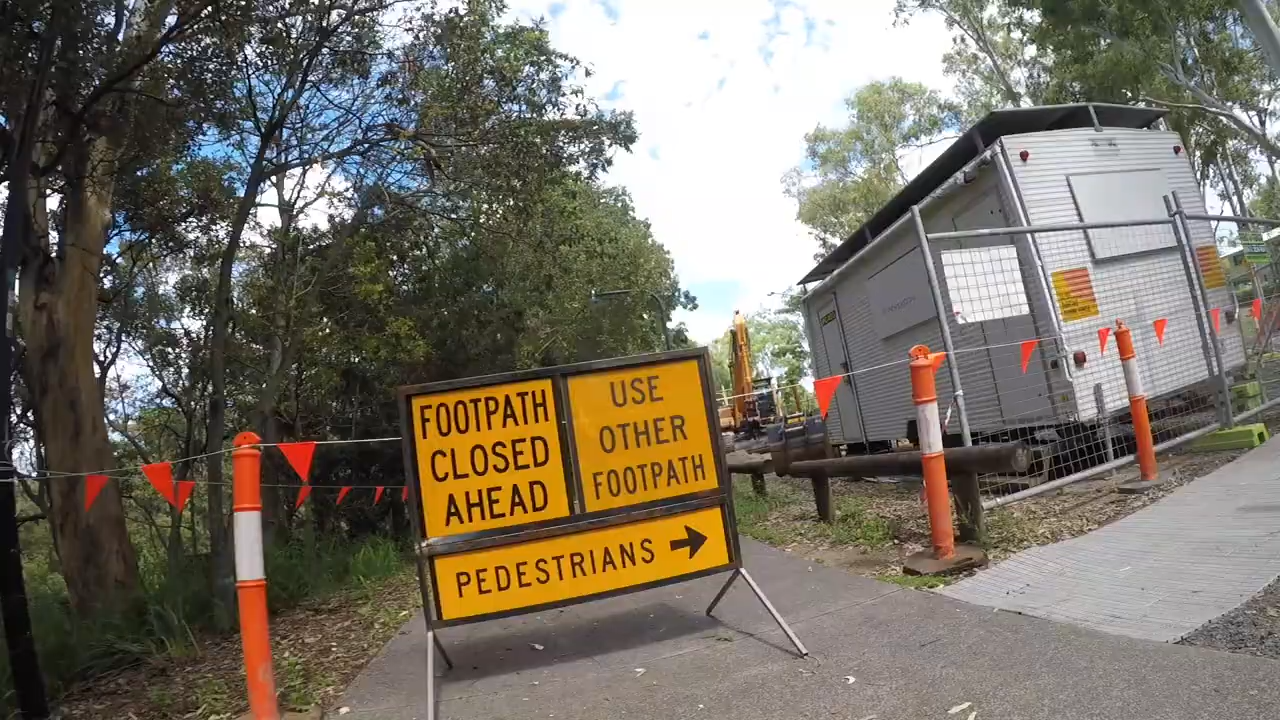 FOOTPATH
CLOSED
AHEAD
USE
OTHER
FOOTPATH
PEDESTRIANS